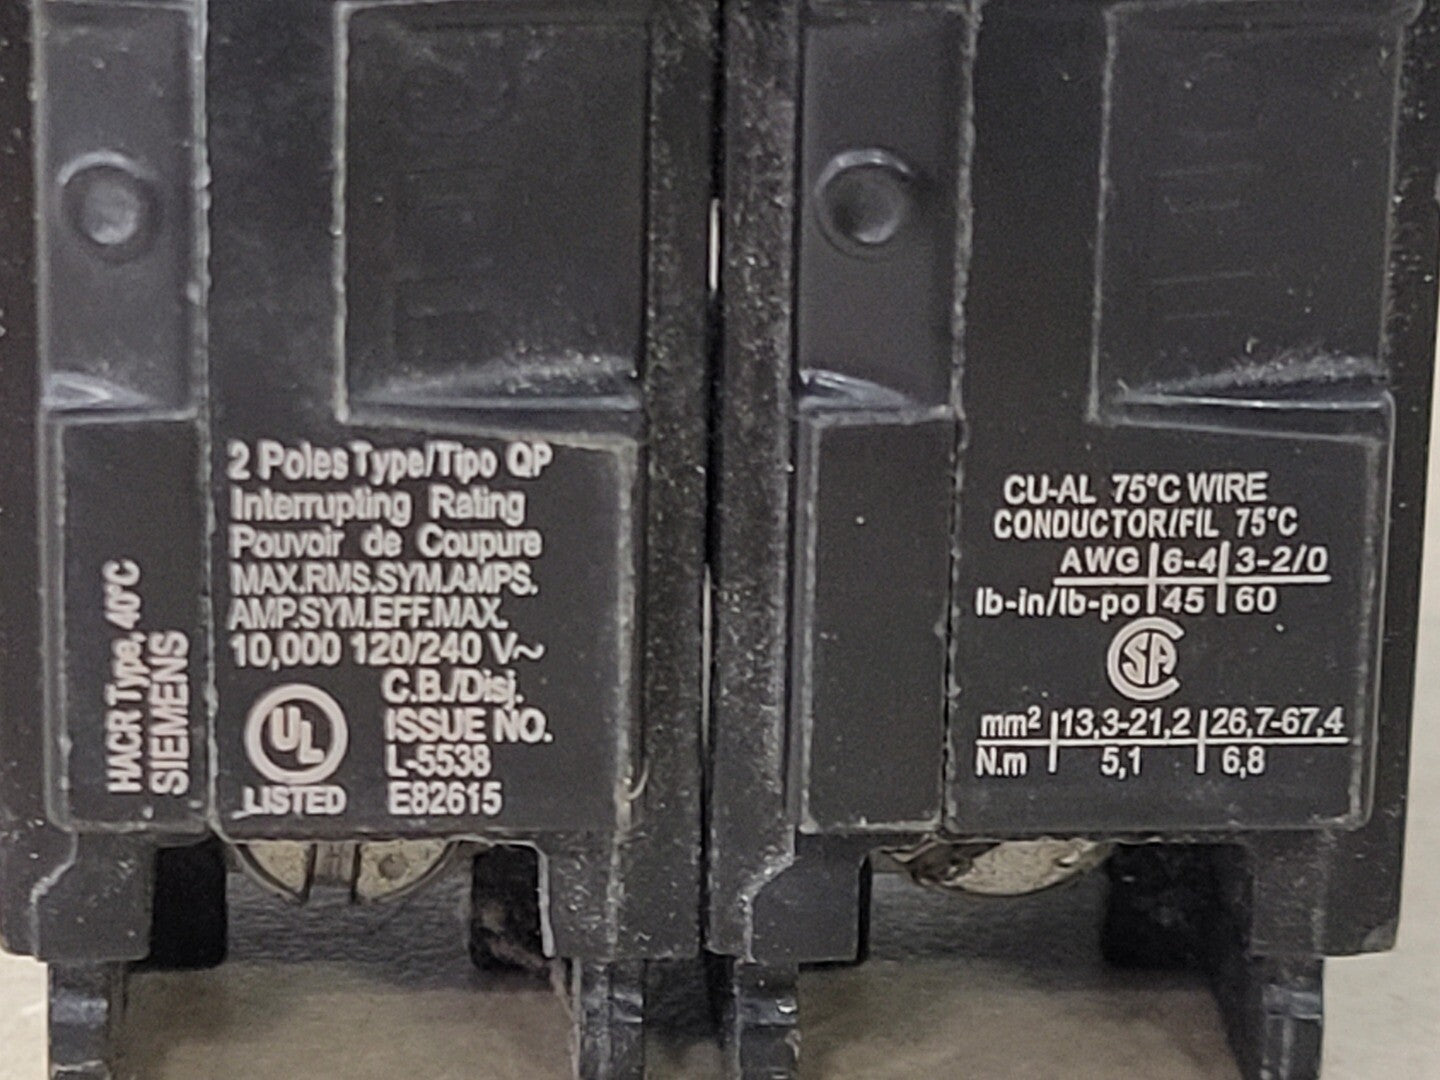 2 Poles Type/Tipo QP
Interrupting Rating
Pouvoir de Coupure
MAX.RMS.SYM.AMPS.
AMP.SYM.EFF.MAX.
10,000 120/240 V~
C.B./Disj.
ISSUE NO.
L-5538
E82615
UL
LISTED
HACR Type, 40°C
SIEMENS
CU-AL 75°C WIRE
CONDUCTOR/FIL 75°C
AWG | 6-4 | 3-2/0
lb-in/lb-po | 45 | 60
CSA
mm² | 13,3-21,2 | 26,7-67,4
N.m | 5,1 | 6,8